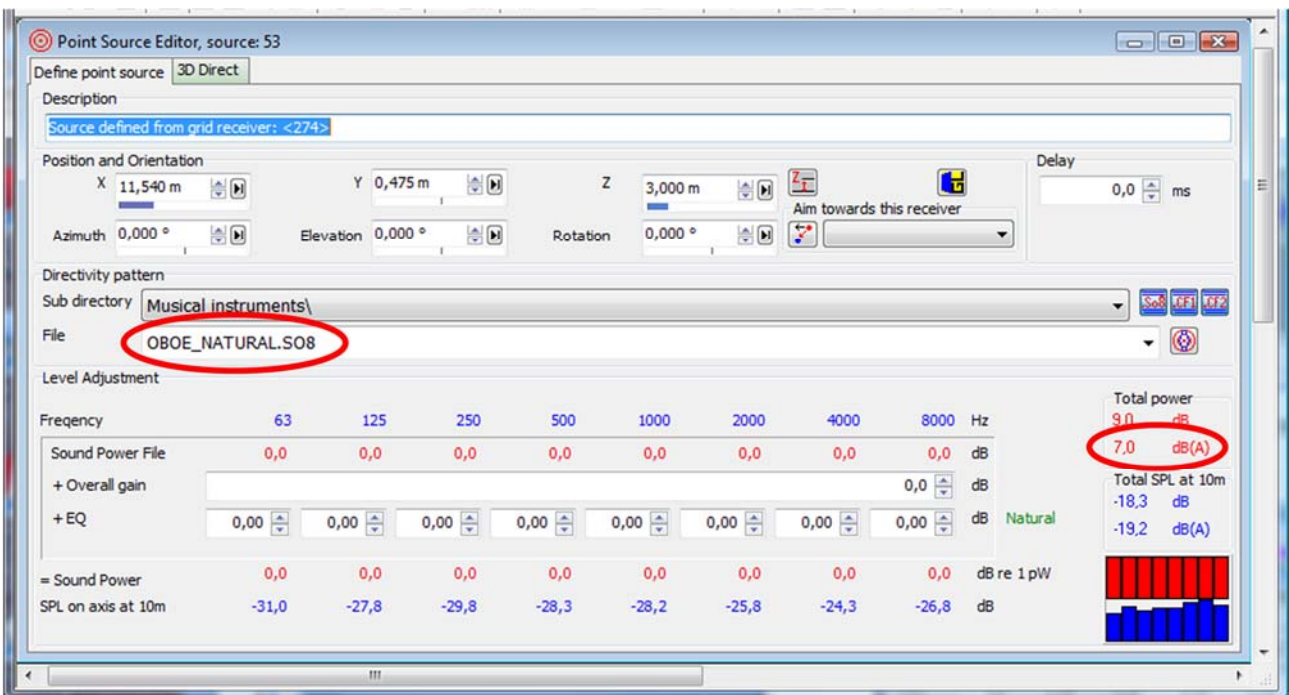 Point Source Editor, source: 53
Define point source 3D Direct
Description
Source defined from grid receiver: <274>
Position and Orientation Delay
X 11,540 m Y 0,475 m Z 3,000 m 0,0 ms
Aim towards this receiver
Azimuth 0,000 ° Elevation 0,000 ° Rotation 0,000 °
Directivity pattern
Sub directory Musical instruments\ .So8 .CF1 .CF2
File OBOE_NATURAL.SO8
Level Adjustment
Total power
Freqency 63 125 250 500 1000 2000 4000 8000 Hz 9,0 dB
Sound Power File 0,0 0,0 0,0 0,0 0,0 0,0 0,0 0,0 dB 7,0 dB(A)
+ Overall gain 0,0 dB Total SPL at 10m
-18,3 dB
+ EQ 0,00 0,00 0,00 0,00 0,00 0,00 0,00 0,00 dB Natural -19,2 dB(A)
= Sound Power 0,0 0,0 0,0 0,0 0,0 0,0 0,0 0,0 dB re 1 pW
SPL on axis at 10m -31,0 -27,8 -29,8 -28,3 -28,2 -25,8 -24,3 -26,8 dB